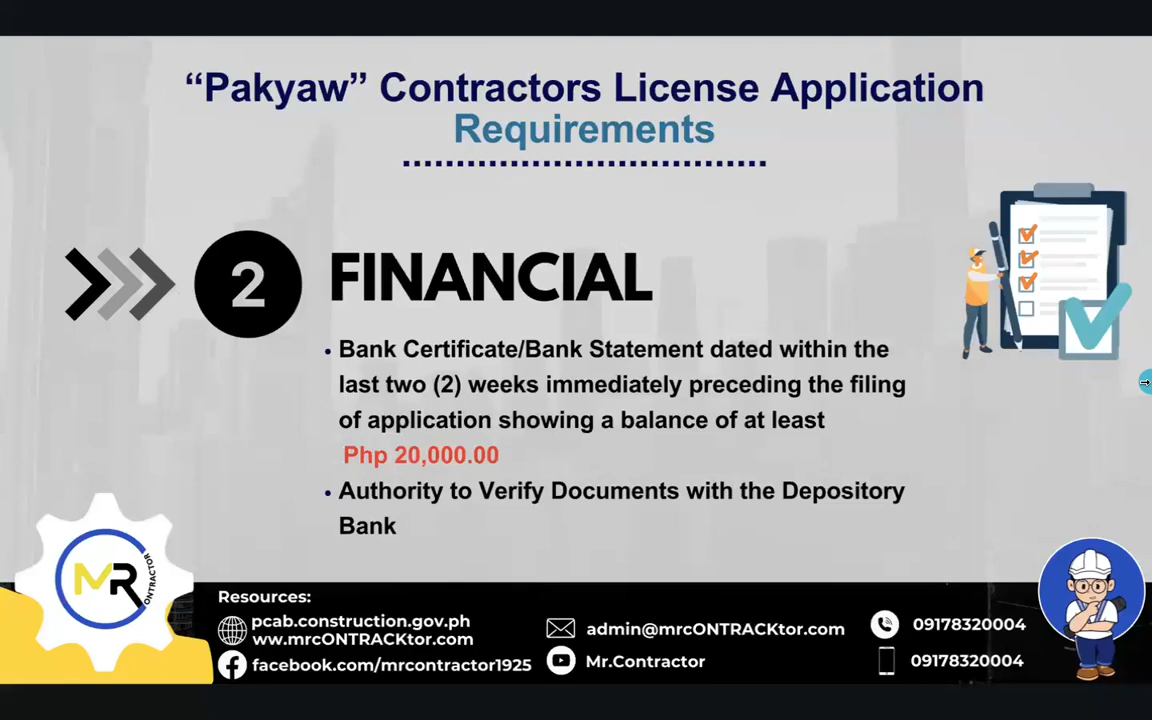 “Pakyaw” Contractors License Application
Requirements
2
FINANCIAL
• Bank Certificate/Bank Statement dated within the
last two (2) weeks immediately preceding the filing
of application showing a balance of at least
Php 20,000.00
• Authority to Verify Documents with the Depository
Bank
MR
ONTRACTOR
Resources:
pcab.construction.gov.ph
ww.mrcONTRACKtor.com
facebook.com/mrcontractor1925
admin@mrcONTRACKtor.com
Mr.Contractor
09178320004
09178320004